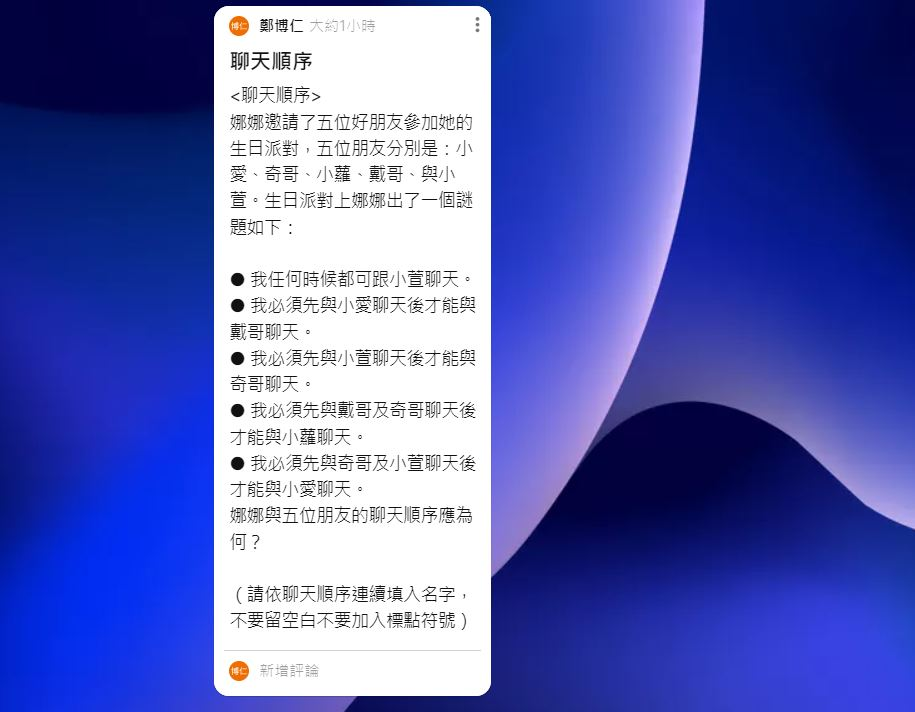 博仁 鄭博仁 大約1小時
聊天順序
<聊天順序>
娜娜邀請了五位好朋友參加她的
生日派對，五位朋友分別是：小
愛、奇哥、小蘿、戴哥、與小
萱。生日派對上娜娜出了一個謎
題如下：
● 我任何時候都可跟小萱聊天。
● 我必須先與小愛聊天後才能與
戴哥聊天。
● 我必須先與小萱聊天後才能與
奇哥聊天。
● 我必須先與戴哥及奇哥聊天後
才能與小蘿聊天。
● 我必須先與奇哥及小萱聊天後
才能與小愛聊天。
娜娜與五位朋友的聊天順序應為
何？
（請依聊天順序連續填入名字，
不要留空白不要加入標點符號）
博仁 新增評論